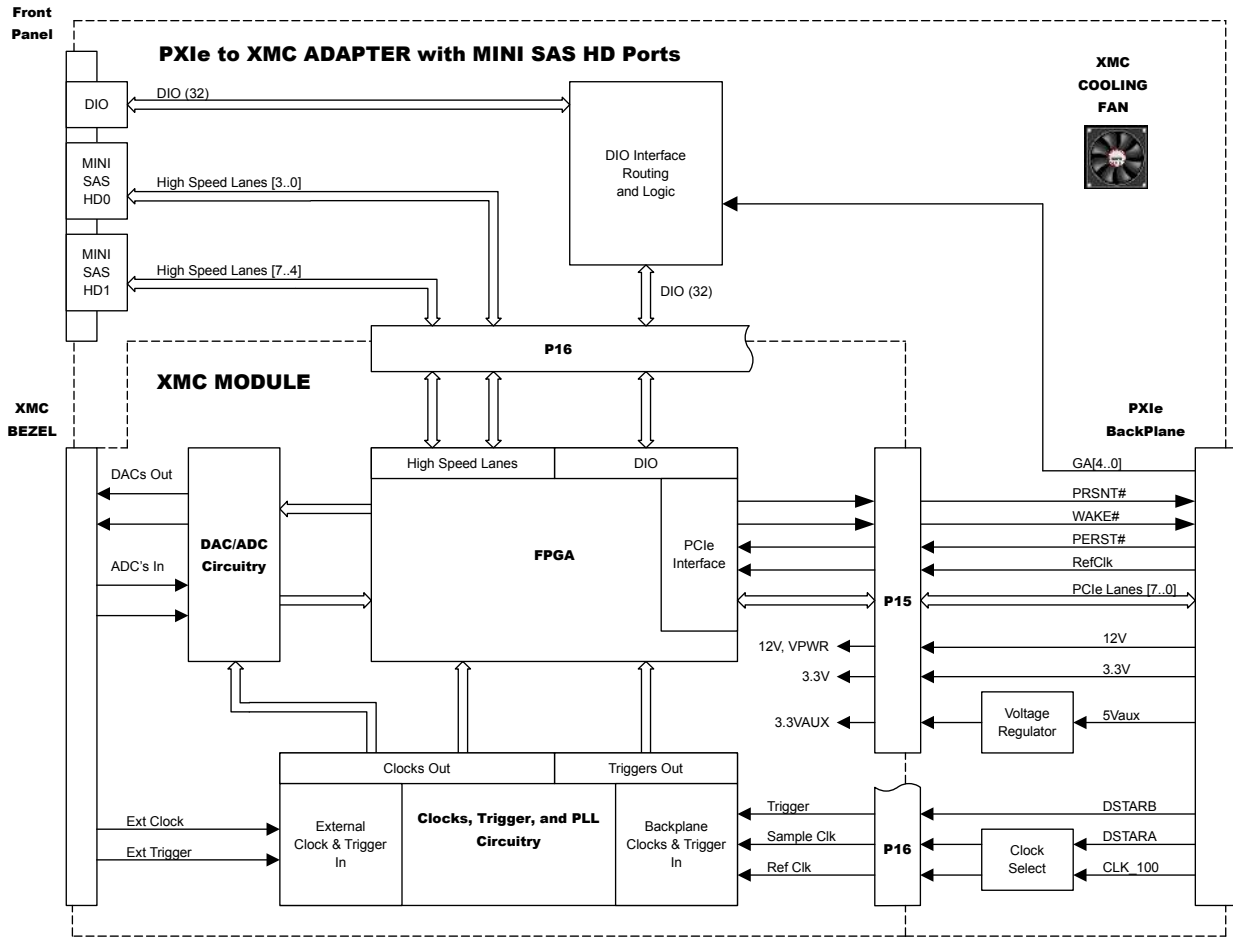 Front
Panel
PXIe to XMC ADAPTER with MINI SAS HD Ports
XMC
COOLING
FAN
DIO
DIO (32)
MINI
SAS
HD0
High Speed Lanes [3..0]
DIO Interface
Routing
and Logic
MINI
SAS
HD1
High Speed Lanes [7..4]
DIO (32)
P16
XMC MODULE
XMC
BEZEL
PXIe
BackPlane
High Speed Lanes
DIO
GA[4..0]
DACs Out
PRSNT#
WAKE#
DAC/ADC
Circuitry
FPGA
PCIe
Interface
PERST#
RefClk
ADC's In
PCIe Lanes [7..0]
P15
12V, VPWR
12V
3.3V
3.3V
3.3VAUX
Voltage
Regulator
5Vaux
Clocks Out
Triggers Out
Ext Clock
Ext Trigger
External
Clock & Trigger
In
Clocks, Trigger, and PLL
Circuitry
Backplane
Clocks & Trigger
In
Trigger
Sample Clk
Ref Clk
P16
Clock
Select
DSTARB
DSTARA
CLK_100